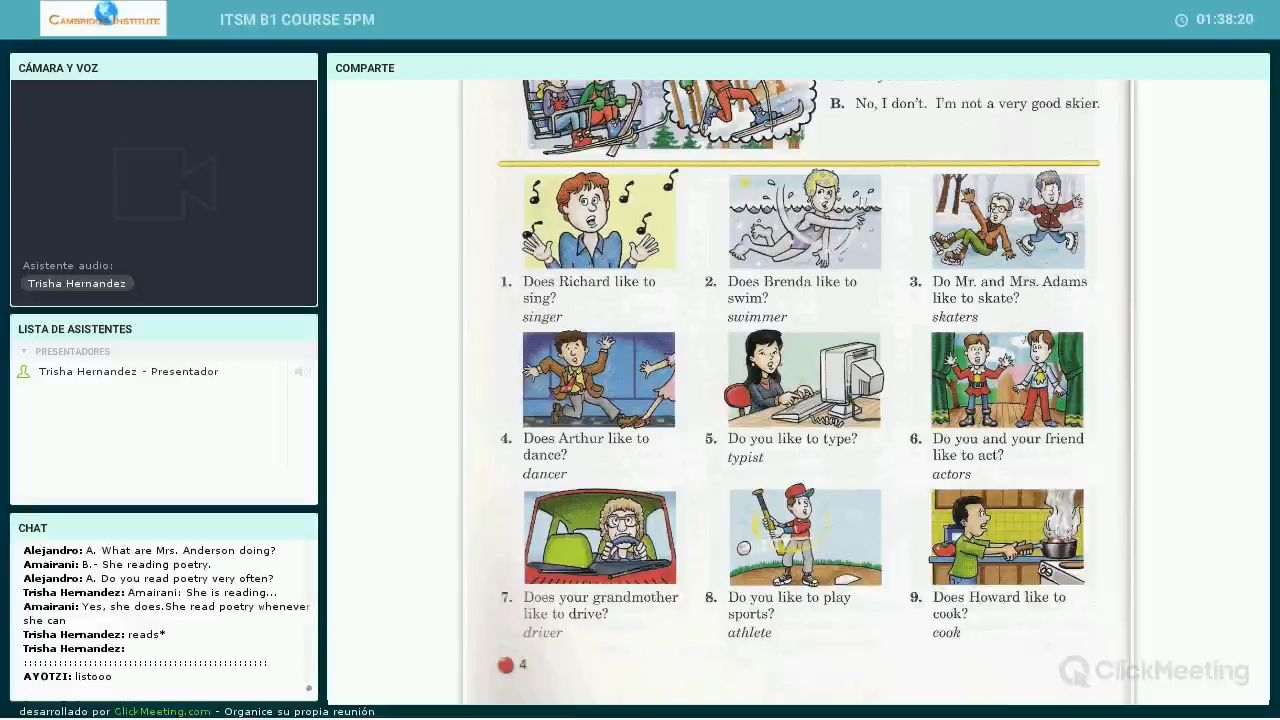 CAMBRIDGE INSTITUTE
ITSM B1 COURSE 5PM
01:38:20
CÁMARA Y VOZ
Asistente audio:
Trisha Hernandez
LISTA DE ASISTENTES
PRESENTADORES
Trisha Hernandez - Presentador
CHAT
Alejandro: A. What are Mrs. Anderson doing?
Amairani: B.- She reading poetry.
Alejandro: A. Do you read poetry very often?
Trisha Hernandez: Amairani: She is reading...
Amairani: Yes, she does.She read poetry whenever
she can
Trisha Hernandez: reads*
Trisha Hernandez:
::::::::::::::::::::::::::::::::::::::::::::::::
AYOTZI: listooo
COMPARTE
B. No, I don't. I'm not a very good skier.
1. Does Richard like to
sing?
singer
2. Does Brenda like to
swim?
swimmer
3. Do Mr. and Mrs. Adams
like to skate?
skaters
4. Does Arthur like to
dance?
dancer
5. Do you like to type?
typist
6. Do you and your friend
like to act?
actors
7. Does your grandmother
like to drive?
driver
8. Do you like to play
sports?
athlete
9. Does Howard like to
cook?
cook
4
ClickMeeting
desarrollado por ClickMeeting.com - Organice su propia reunión